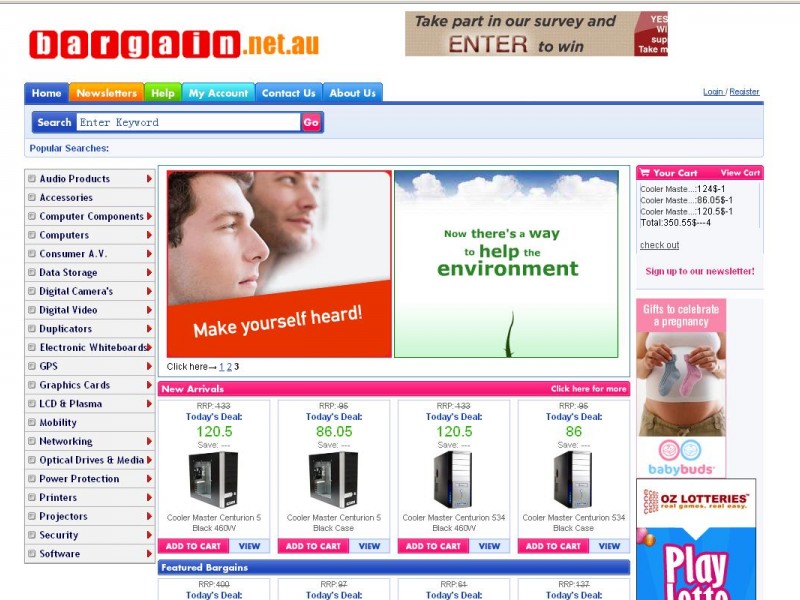 bargain.net.au
Take part in our survey and
ENTER to win
YES
Take m
Home
Newsletters
Help
My Account
Contact Us
About Us
Login / Register
Search
Enter Keyword
Go
Popular Searches:
Audio Products
Accessories
Computer Components
Computers
Consumer A.V.
Data Storage
Digital Camera's
Digital Video
Duplicators
Electronic Whiteboards
GPS
Graphics Cards
LCD & Plasma
Mobility
Networking
Optical Drives & Media
Power Protection
Printers
Projectors
Security
Software
Make yourself heard!
Now there's a way
to help the
environment
Click here→ 1 2 3
Your Cart View Cart
Cooler Maste...:124$-1
Cooler Maste...:86.05$-1
Cooler Maste...:120.5$-1
Total:350.55$---4
check out
Sign up to our newsletter!
Gifts to celebrate
a pregnancy
babybuds
OZ LOTTERIES™
real games. real easy.
Play
Lotto
New Arrivals Click here for more
RRP: 133
Today's Deal:
120.5
Save: ---
Cooler Master Centurion 5
Black 460W
ADD TO CART VIEW
RRP: 95
Today's Deal:
86.05
Save: ---
Cooler Master Centurion 5
Black Case
ADD TO CART VIEW
RRP: 133
Today's Deal:
120.5
Save: ---
Cooler Master Centurion 534
Black 460W
ADD TO CART VIEW
RRP: 95
Today's Deal:
86
Save: ---
Cooler Master Centurion 534
Black Case
ADD TO CART VIEW
Featured Bargains
RRP: 400
Today's Deal:
RRP: 97
Today's Deal:
RRP: 61
Today's Deal:
RRP: 137
Today's Deal: